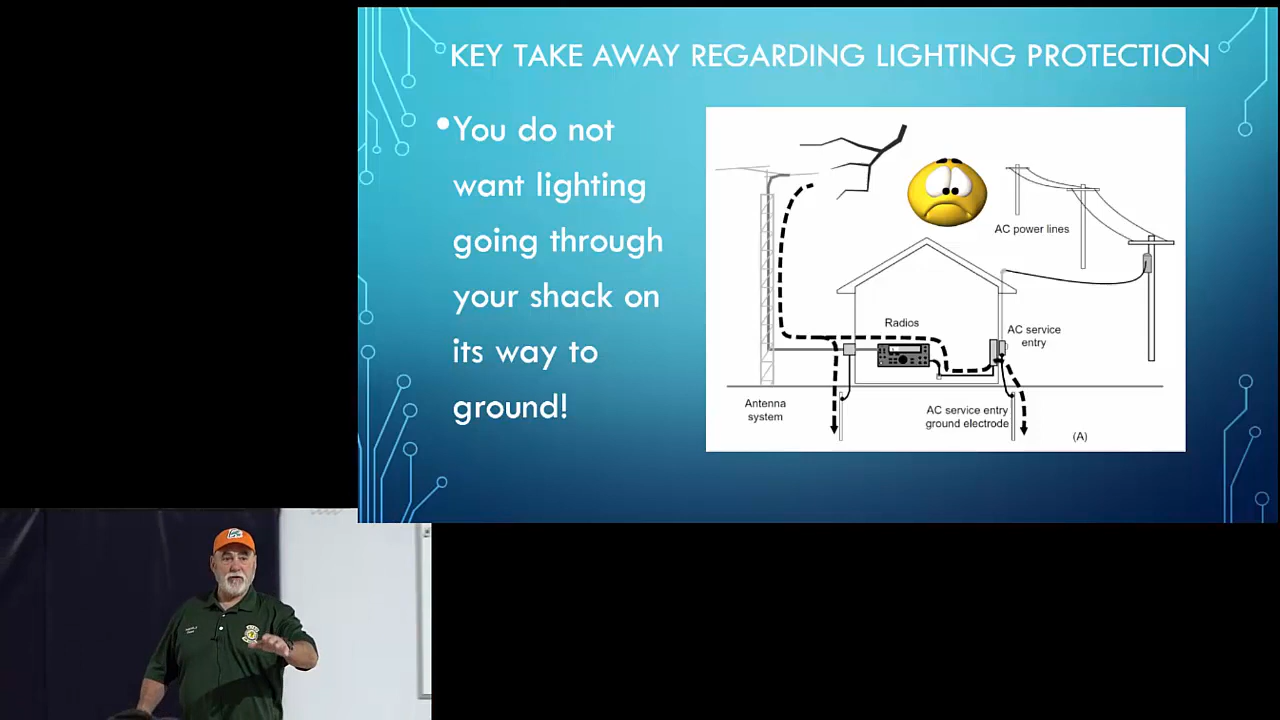 KEY TAKE AWAY REGARDING LIGHTING PROTECTION
•You do not
want lighting
going through
your shack on
its way to
ground!
AC power lines
Radios
AC service
entry
Antenna
system
AC service entry
ground electrode
(A)